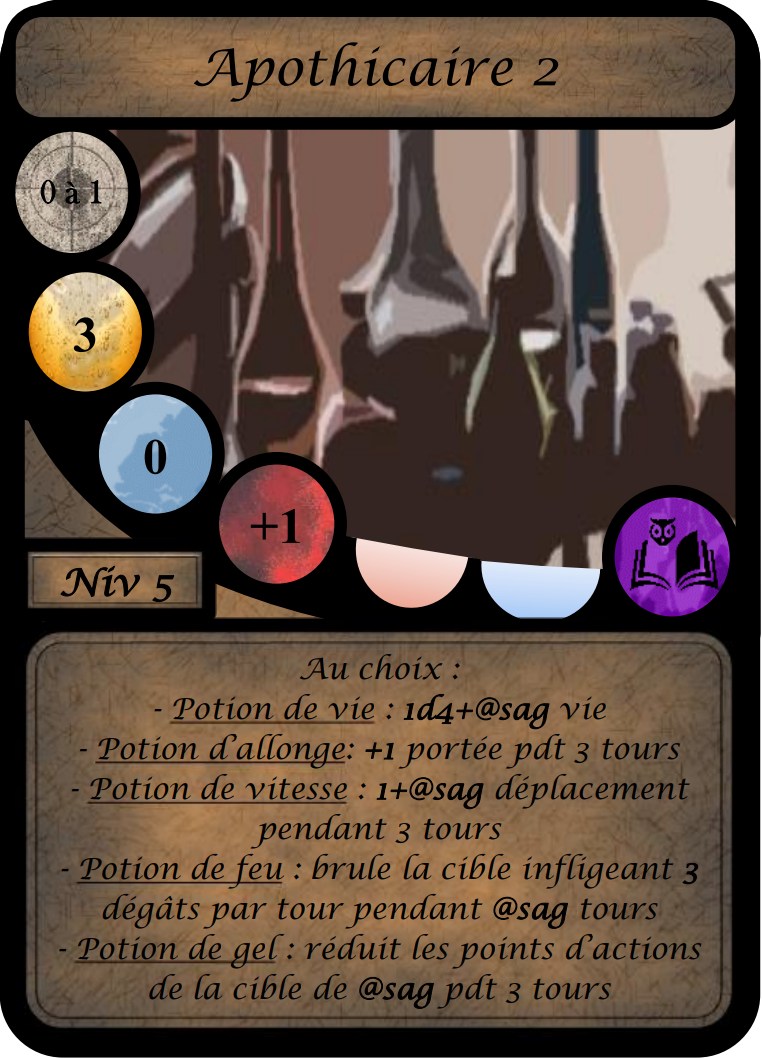 Apothicaire 2
0 à 1
3
0
+1
Niv 5
Au choix :
- Potion de vie : 1d4+@sag vie
- Potion d'allonge: +1 portée pdt 3 tours
- Potion de vitesse : 1+@sag déplacement
pendant 3 tours
- Potion de feu : brule la cible infligeant 3
dégâts par tour pendant @sag tours
- Potion de gel : réduit les points d'actions
de la cible de @sag pdt 3 tours